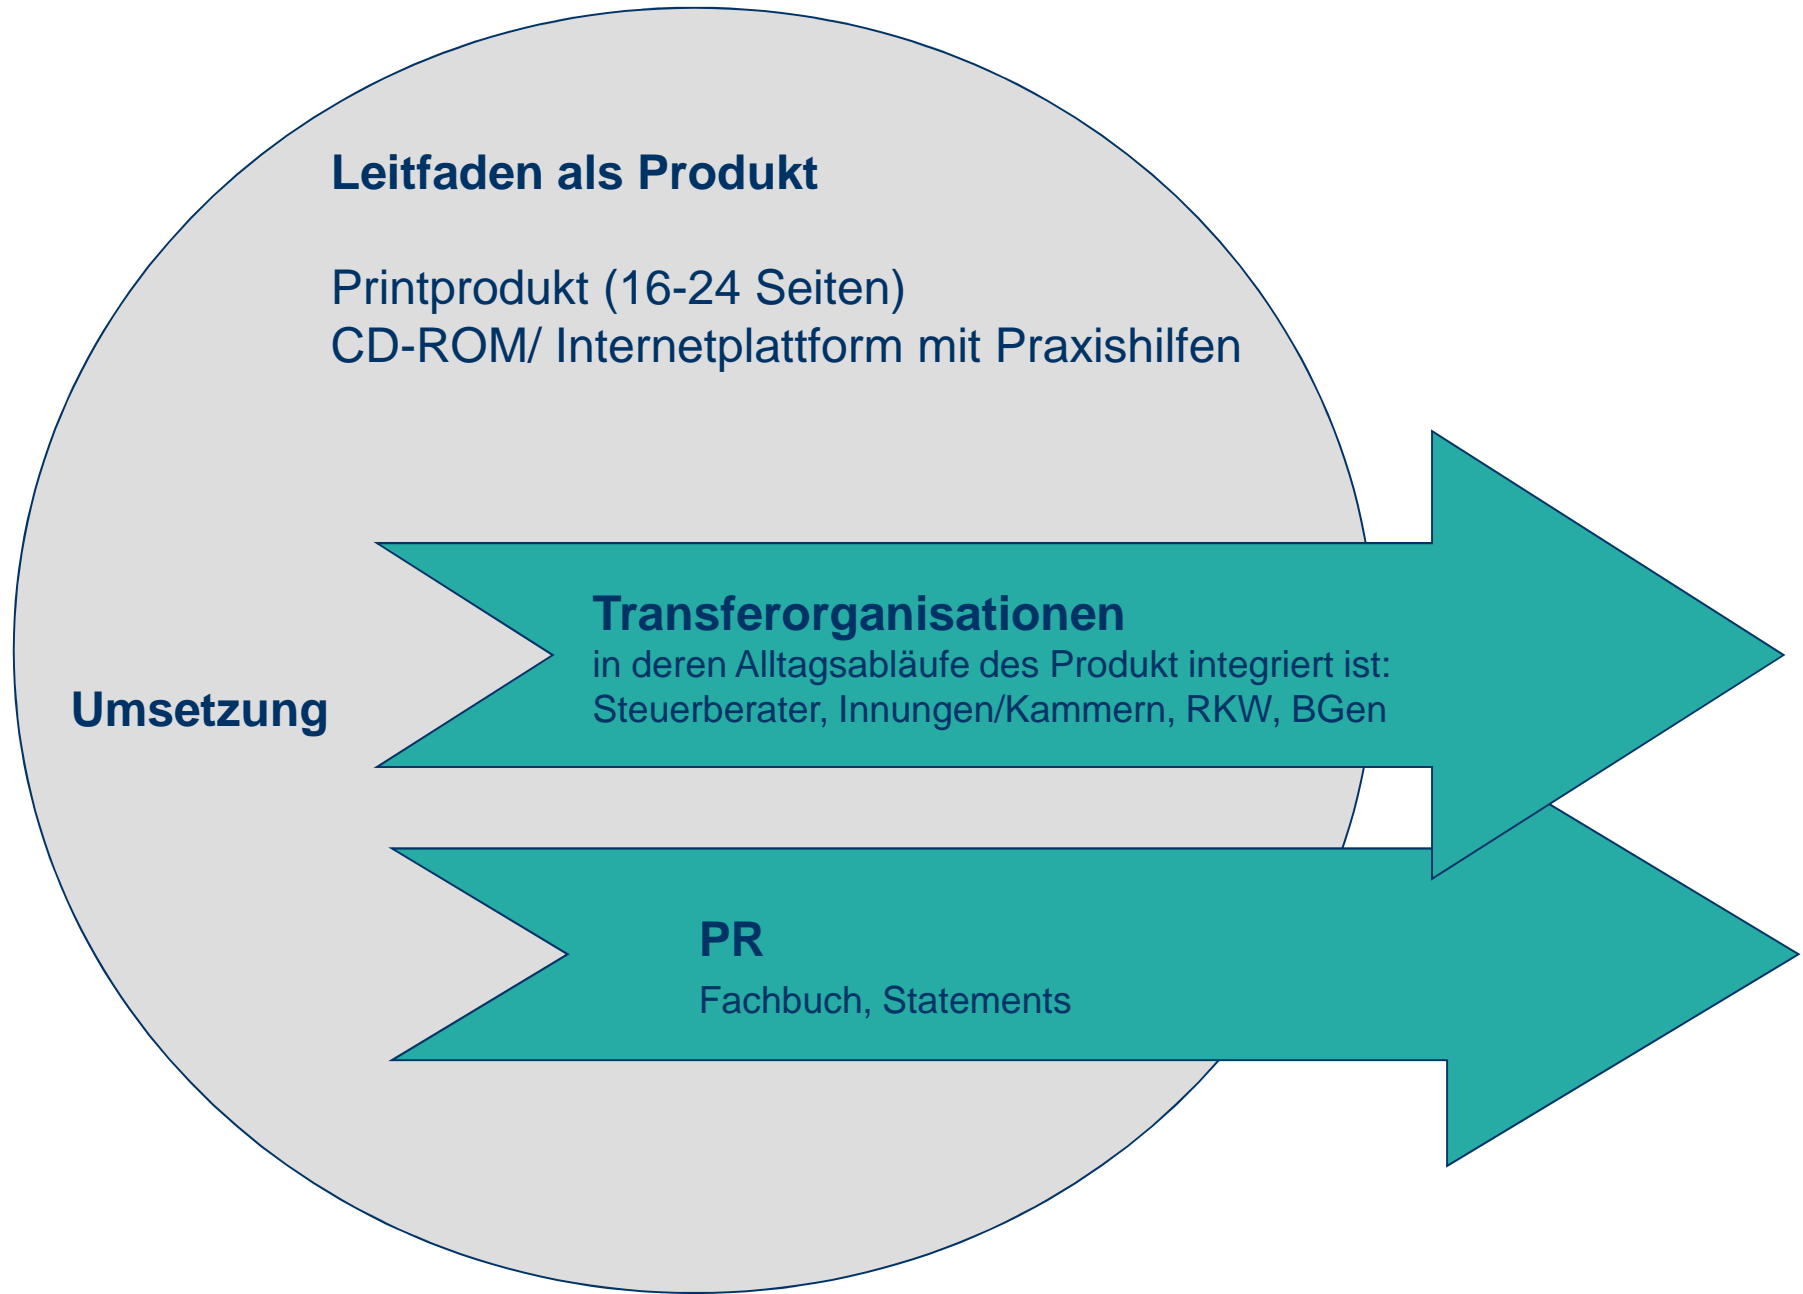 Leitfaden als Produkt
Printprodukt (16-24 Seiten)
CD-ROM/ Internetplattform mit Praxishilfen
Transferorganisationen
in deren Alltagsabläufe des Produkt integriert ist:
Steuerberater, Innungen/Kammern, RKW, BGen
Umsetzung
PR
Fachbuch, Statements